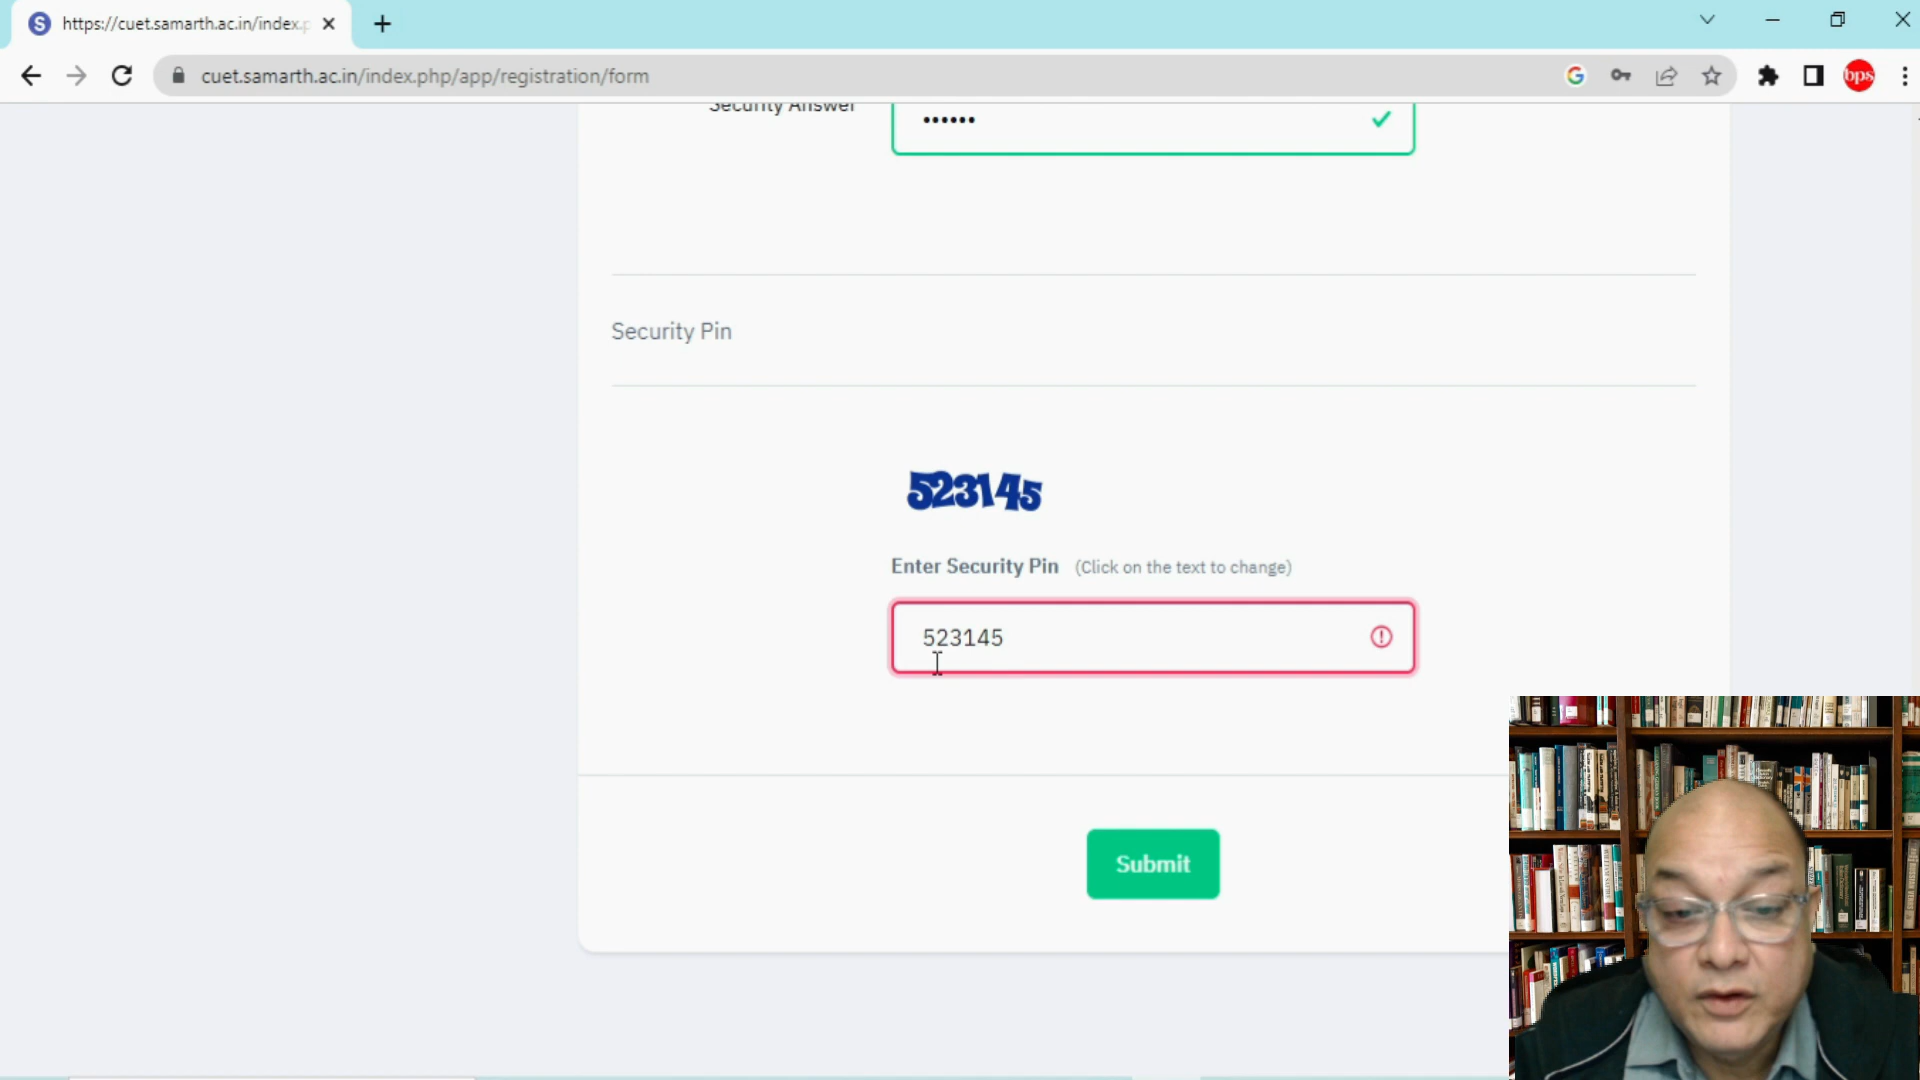 https://cuet.samarth.ac.in/index.p
cuet.samarth.ac.in/index.php/app/registration/form
bps
Security Answer
••••••
Security Pin
523145
Enter Security Pin (Click on the text to change)
523145
Submit